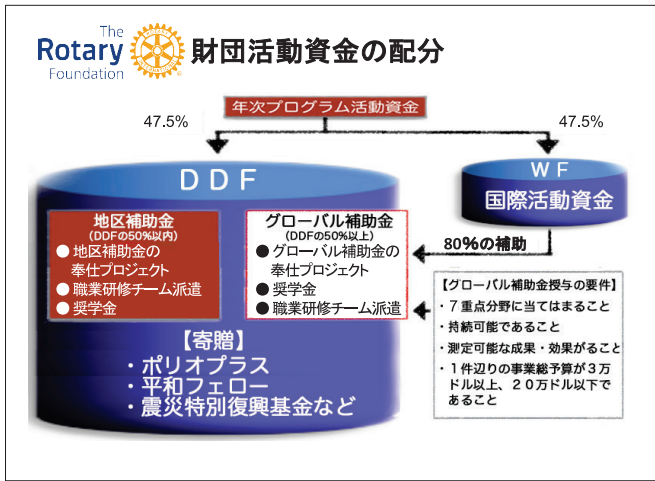 The
Rotary
Foundation
財団活動資金の配分
年次プログラム活動資金
47.5%
47.5%
DDF
WF
国際活動資金
地区補助金
(DDFの50%以内)
● 地区補助金の
奉仕プロジェクト
● 職業研修チーム派遣
● 奨学金
グローバル補助金
(DDFの50%以上)
● グローバル補助金の
奉仕プロジェクト
● 奨学金
● 職業研修チーム派遣
80%の補助
【グローバル補助金授与の要件】
・7重点分野に当てはまること
・持続可能であること
・測定可能な成果・効果がること
・1件辺りの事業総予算が3万
ドル以上、20万ドル以下で
あること
【寄贈】
・ポリオプラス
・平和フェロー
・震災特別復興基金など